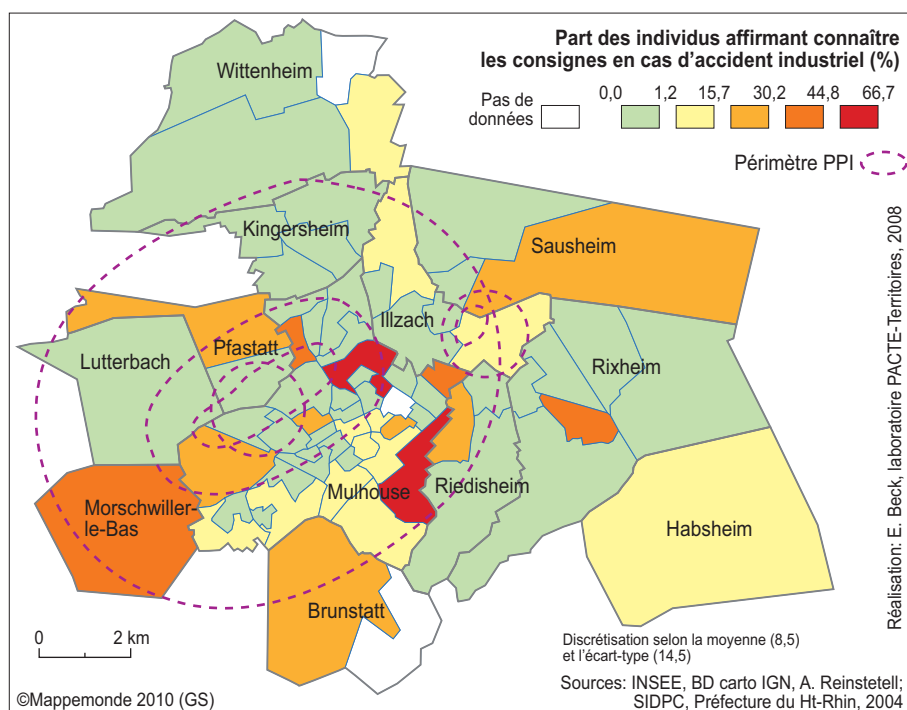 Part des individus affirmant connaître
les consignes en cas d'accident industriel (%)
Pas de
données
0,0 1,2 15,7 30,2 44,8 66,7
Périmètre PPI
Wittenheim
Kingersheim
Sausheim
Illzach
Pfastatt
Lutterbach
Rixheim
Mulhouse
Riedisheim
Morschwiller-
le-Bas
Habsheim
Brunstatt
0 2 km
Discrétisation selon la moyenne (8,5)
et l'écart-type (14,5)
Sources: INSEE, BD carto IGN, A. Reinstetell;
SIDPC, Préfecture du Ht-Rhin, 2004
©Mappemonde 2010 (GS)
Réalisation: E. Beck, laboratoire PACTE-Territoires, 2008